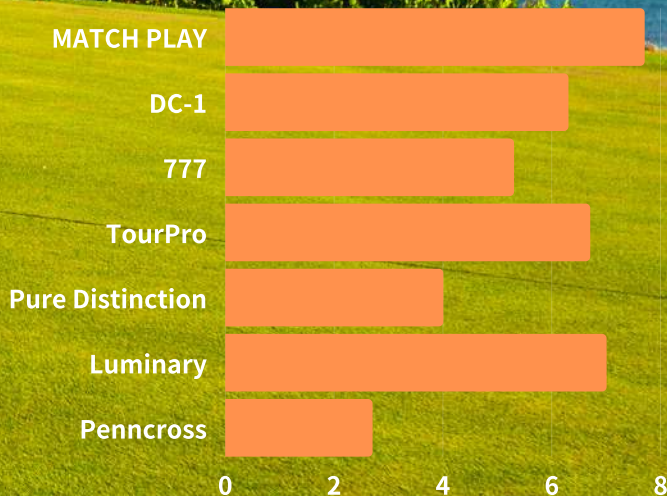 MATCH PLAY
DC-1
777
TourPro
Pure Distinction
Luminary
Penncross
0 2 4 6 8